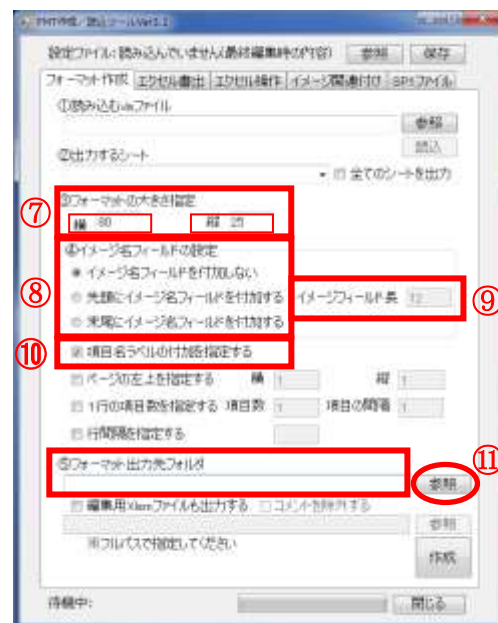 FMT作成／読込ツールVer3.2
設定ファイル：読み込んでいません(最終編集時の内容) 参照 保存
フォーマット作成 エクセル書出 エクセル操作 イメージ関連付け SPSファイル
①読み込むxlsファイル
参照
読込
②出力するシート
全てのシートを出力
⑦
③フォーマットの大きさ指定
横 80 縦 25
⑧
④イメージ名フィールドの設定
イメージ名フィールドを付加しない
先頭にイメージ名フィールドを付加する イメージフィールド長 12 ⑨
末尾にイメージ名フィールドを付加する
⑩ 項目名ラベルの付加を指定する
ページの左上を指定する 横 1 縦 1
1行の項目数を指定する 項目数 1 項目の間隔 1
行間隔を指定する
⑤フォーマット出力先フォルダ ⑪
参照
編集用Xlsmファイルも出力する コメントを除外する
参照
※フルパスで指定してください
作成
待機中： 閉じる